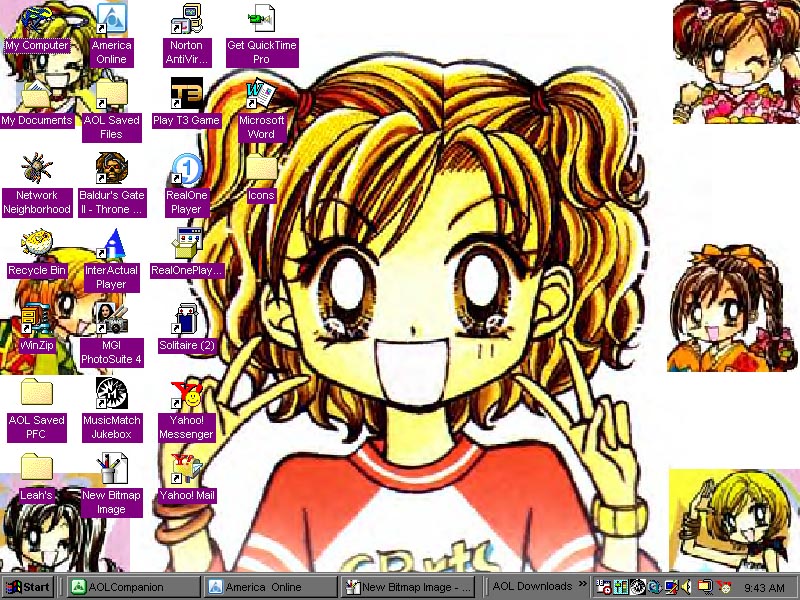 My Computer
America
Online
Norton
AntiVir...
Get QuickTime
Pro
My Documents
AOL Saved
Files
Play T3 Game
Microsoft
Word
Network
Neighborhood
Baldur's Gate
II - Throne ...
RealOne
Player
Icons
Recycle Bin
InterActual
Player
RealOnePlay...
WinZip
MGI
PhotoSuite 4
Solitaire (2)
AOL Saved
PFC
MusicMatch
Jukebox
Yahoo!
Messenger
Leah's
New Bitmap
Image
Yahoo! Mail
Start
AOLCompanion
America Online
New Bitmap Image - ...
AOL Downloads »
9:43 AM